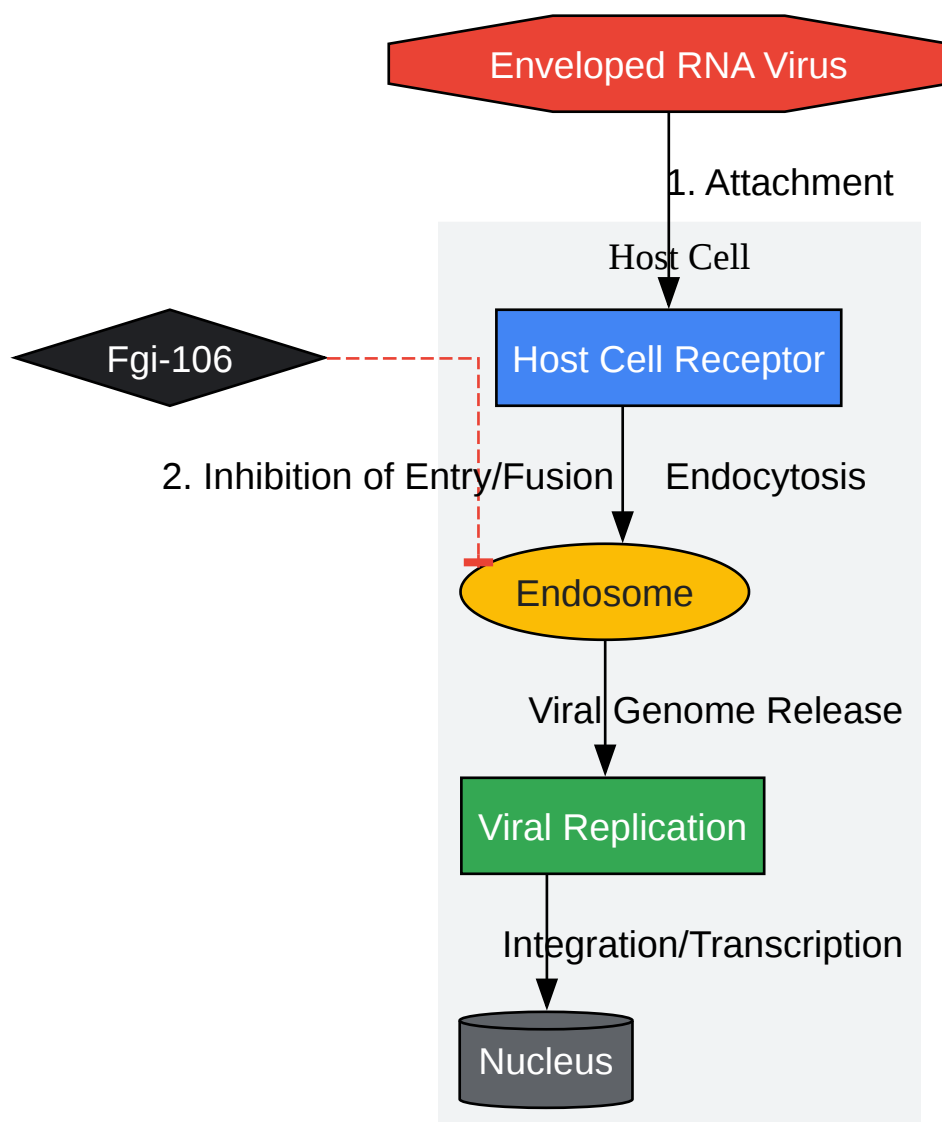 Enveloped RNA Virus
1. Attachment
Host Cell
Fgi-106
Host Cell Receptor
2. Inhibition of Entry/Fusion
Endocytosis
Endosome
Viral Genome Release
Viral Replication
Integration/Transcription
Nucleus